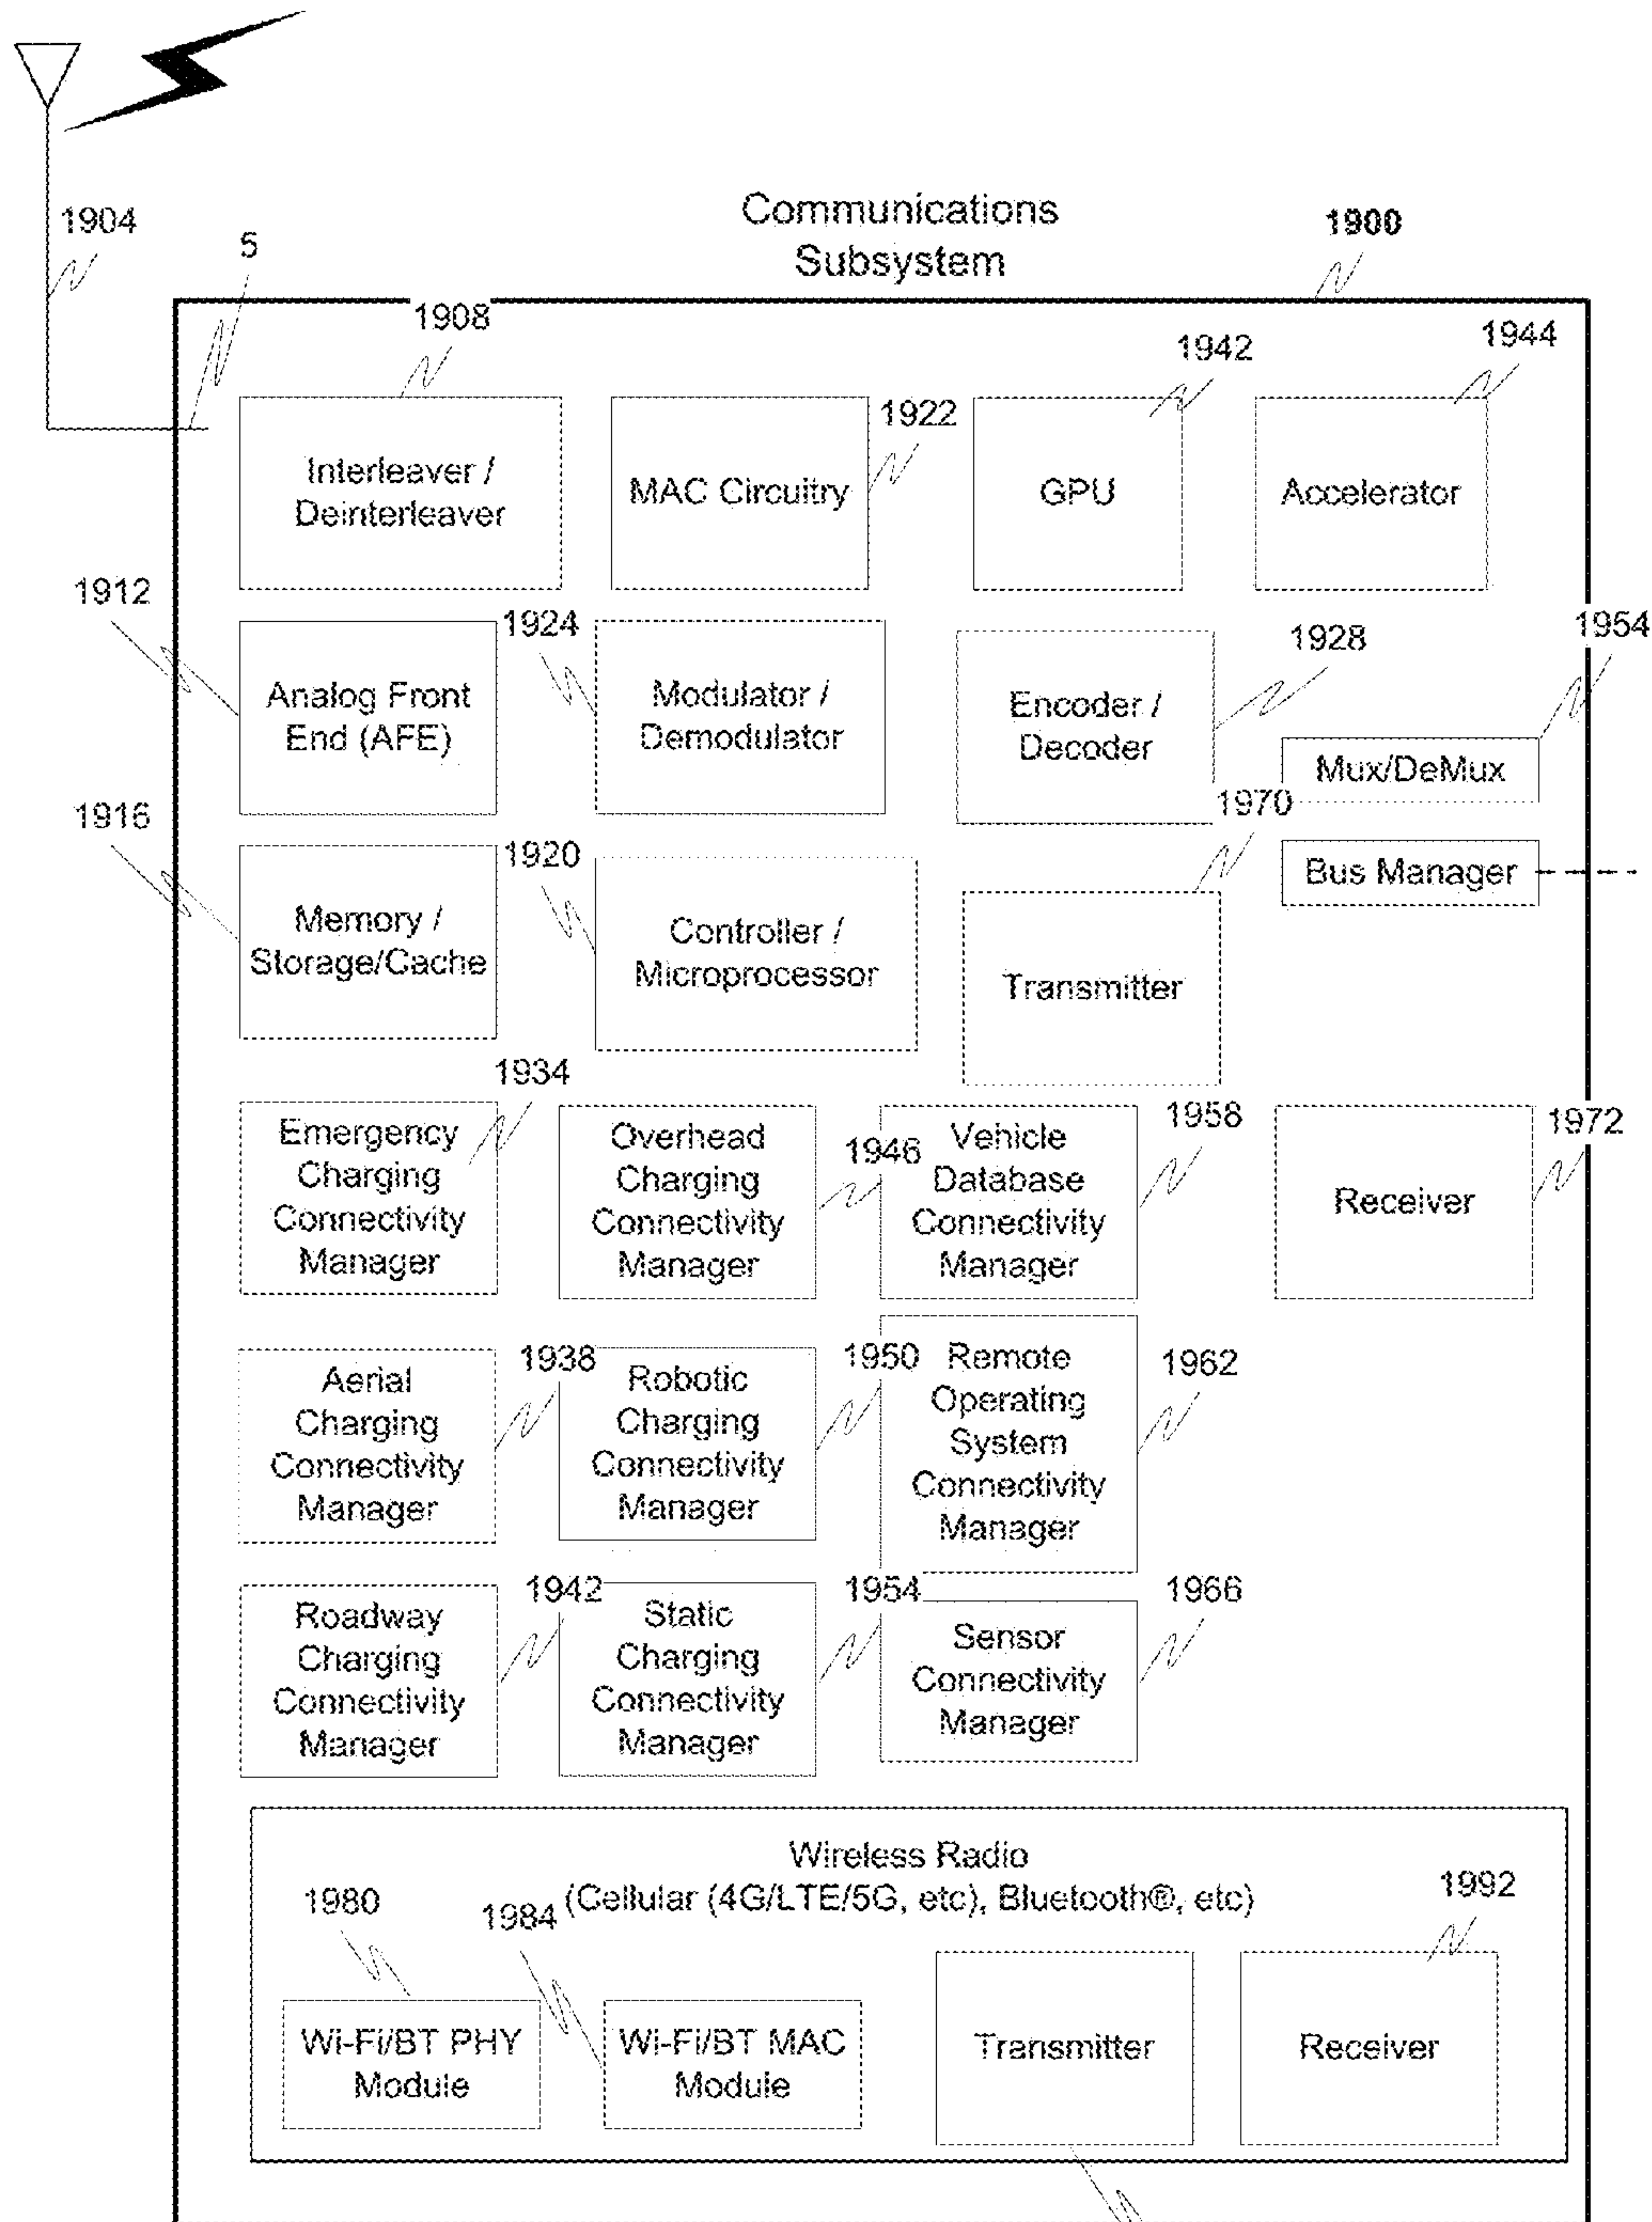 1904
5
Communications
Subsystem
1900
1908
1942
1944
1922
Interleaver /
Deinterleaver
MAC Circuitry
GPU
Accelerator
1912
1924
1928
1954
Analog Front
End (AFE)
Modulator /
Demodulator
Encoder /
Decoder
Mux/DeMux
1970
1916
1920
Bus Manager
Memory /
Storage/Cache
Controller /
Microprocessor
Transmitter
1934
1946
1958
1972
Emergency
Charging
Connectivity
Manager
Overhead
Charging
Connectivity
Manager
Vehicle
Database
Connectivity
Manager
Receiver
1938
1950
1962
Aerial
Charging
Connectivity
Manager
Robotic
Charging
Connectivity
Manager
Remote
Operating
System
Connectivity
Manager
1942
1954
1966
Roadway
Charging
Connectivity
Manager
Static
Charging
Connectivity
Manager
Sensor
Connectivity
Manager
Wireless Radio
(Cellular (4G/LTE/5G, etc), Bluetooth®, etc)
1980
1984
1992
Wi-Fi/BT PHY
Module
Wi-Fi/BT MAC
Module
Transmitter
Receiver